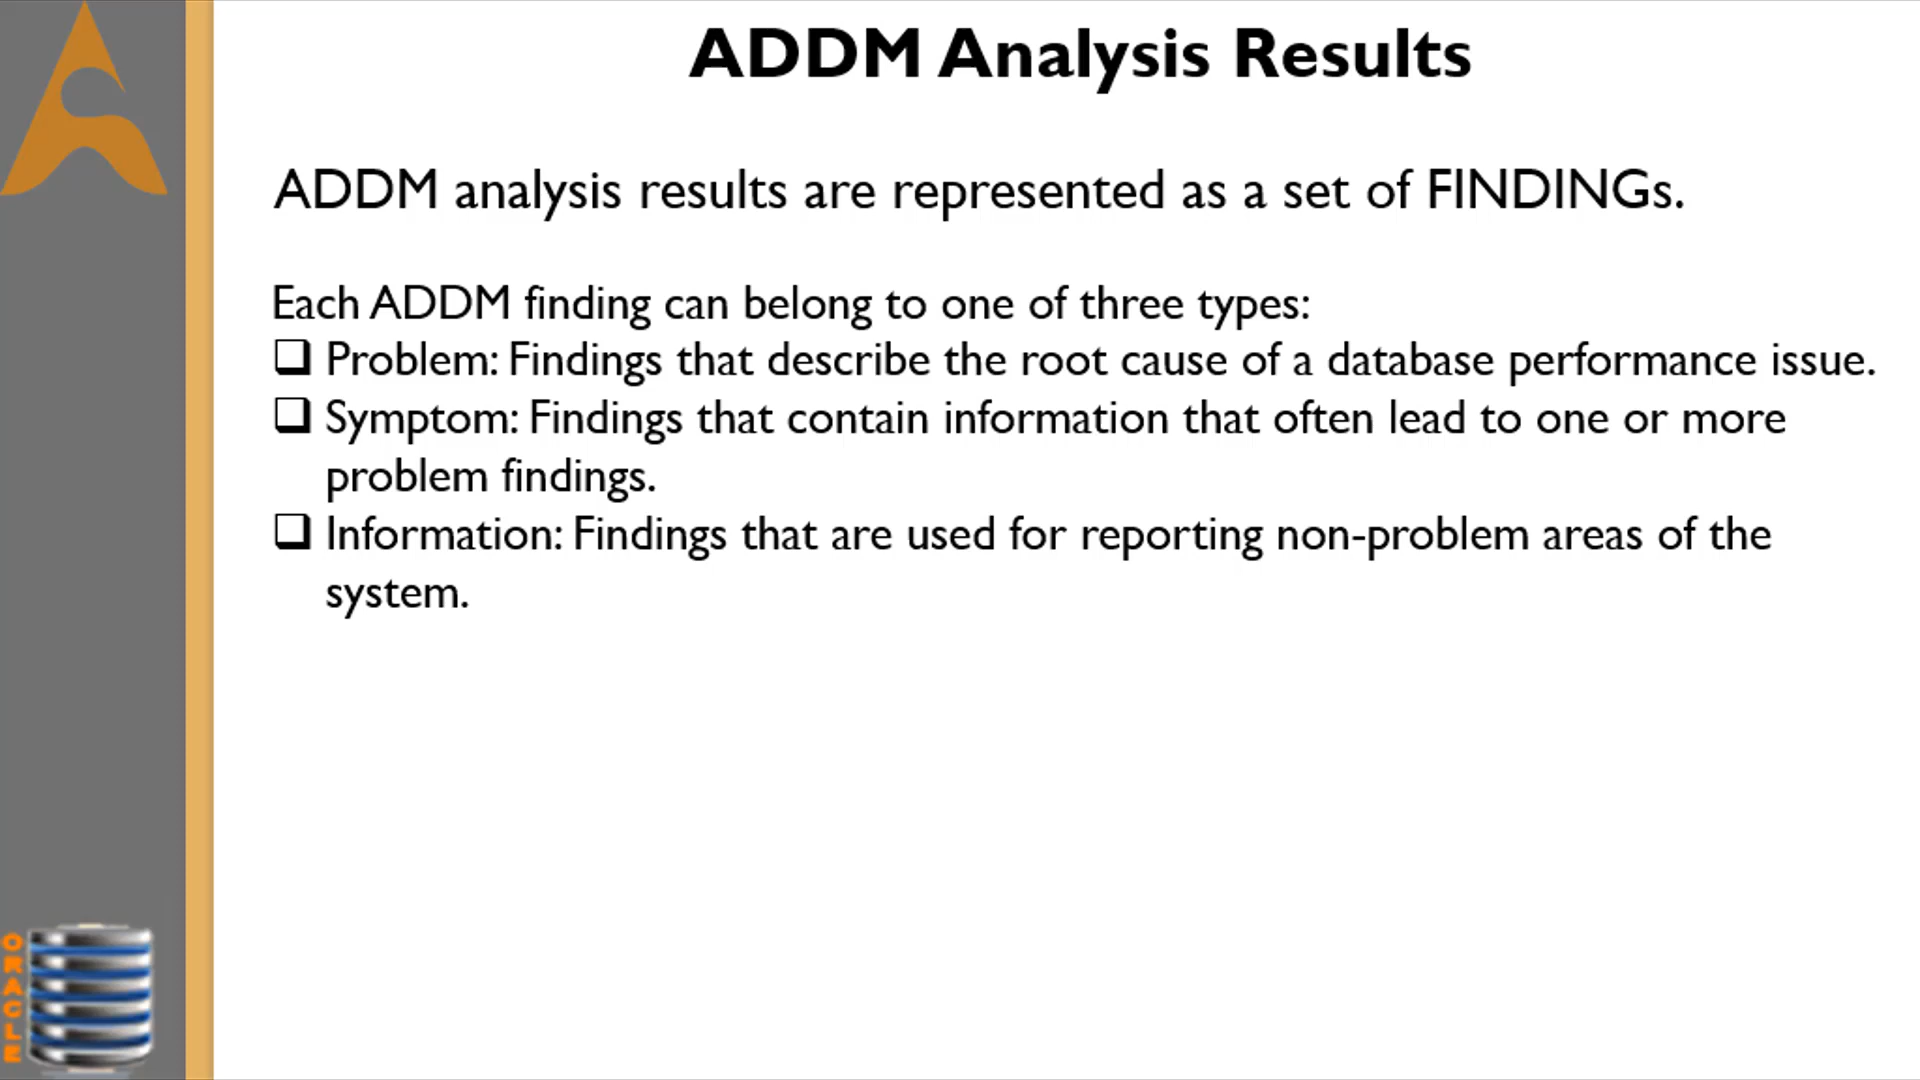 ADDM Analysis Results
ADDM analysis results are represented as a set of FINDINGs.
Each ADDM finding can belong to one of three types:
❑ Problem: Findings that describe the root cause of a database performance issue.
❑ Symptom: Findings that contain information that often lead to one or more
problem findings.
❑ Information: Findings that are used for reporting non-problem areas of the
system.
ORACLE